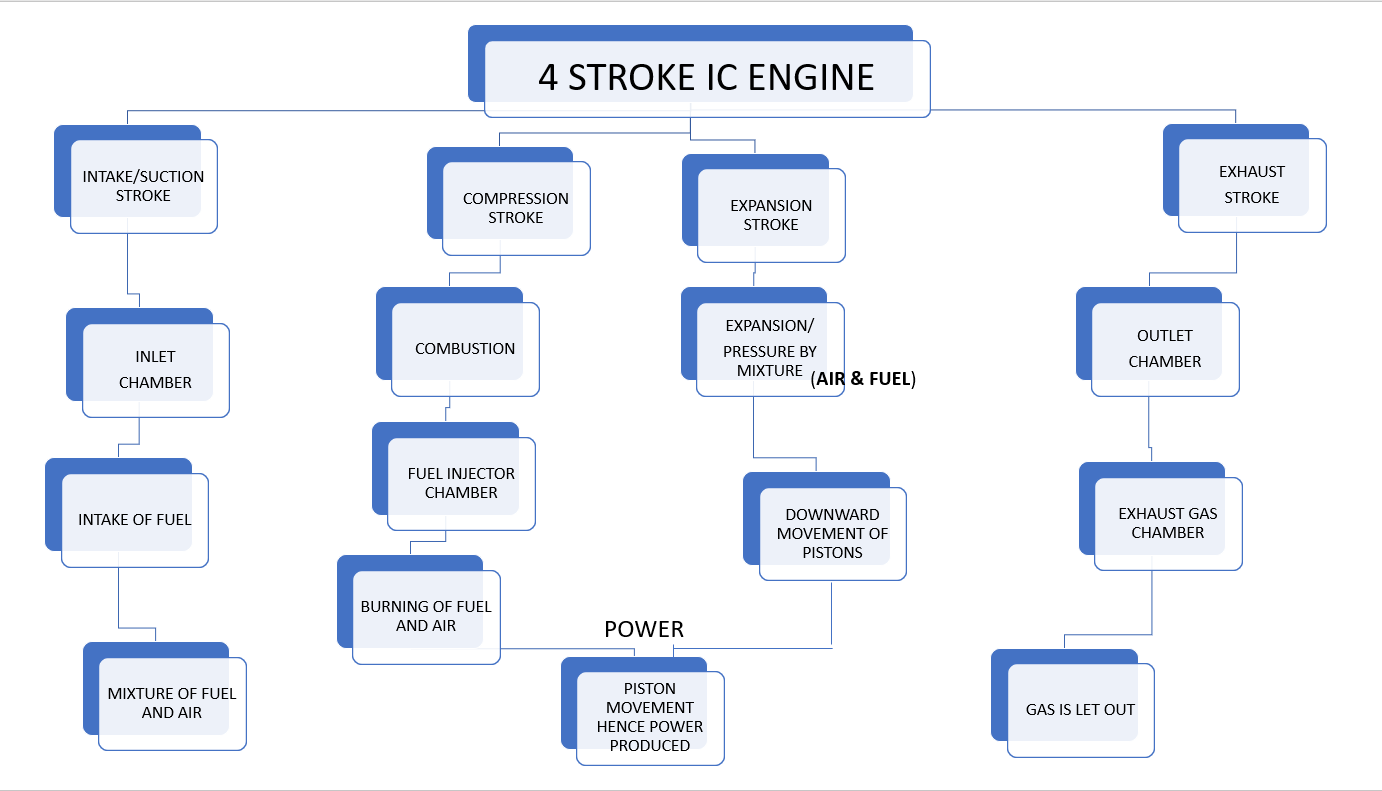 4 STROKE IC ENGINE
INTAKE/SUCTION
STROKE
INLET
CHAMBER
INTAKE OF FUEL
MIXTURE OF FUEL
AND AIR
COMPRESSION
STROKE
COMBUSTION
FUEL INJECTOR
CHAMBER
BURNING OF FUEL
AND AIR
EXPANSION
STROKE
EXPANSION/
PRESSURE BY
MIXTURE
(AIR & FUEL)
DOWNWARD
MOVEMENT OF
PISTONS
POWER
PISTON
MOVEMENT
HENCE POWER
PRODUCED
EXHAUST
STROKE
OUTLET
CHAMBER
EXHAUST GAS
CHAMBER
GAS IS LET OUT